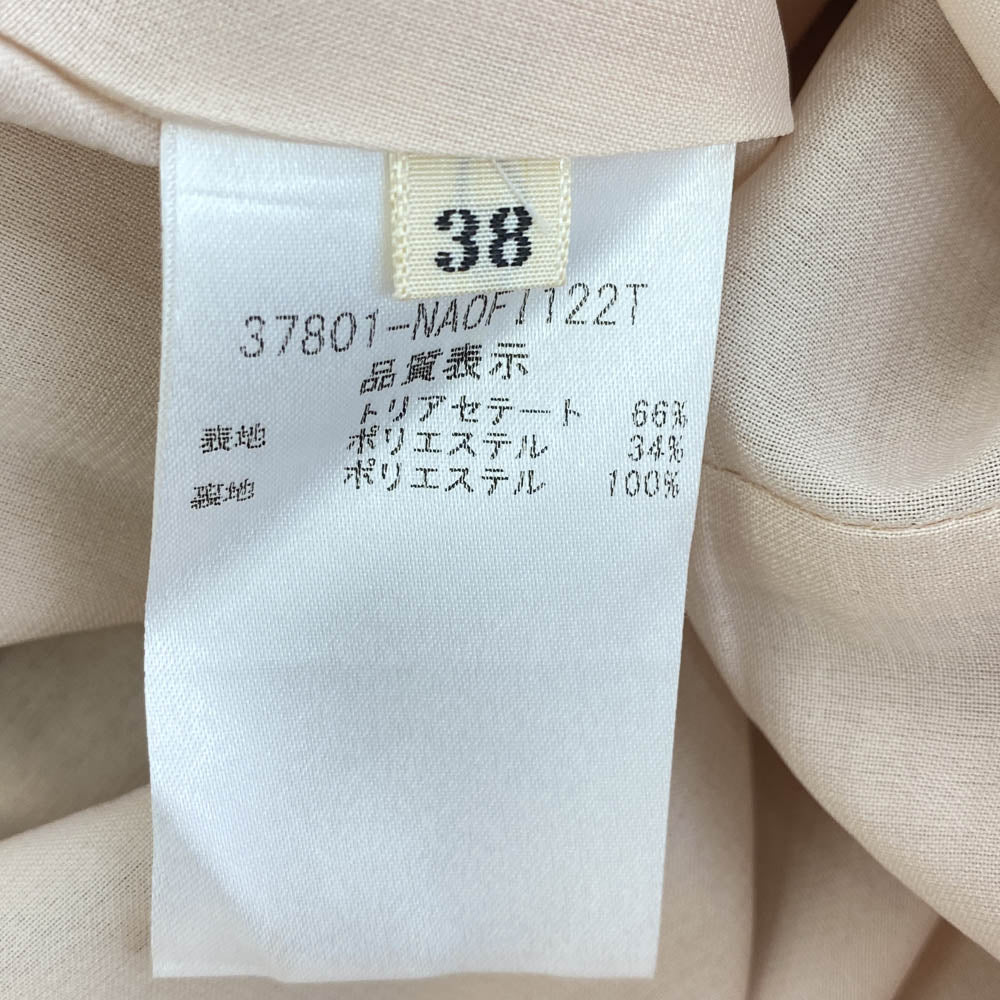 38
37801-NAOFI122T
品質表示
トリアセテート 66%
表地 ポリエステル 34%
裏地 ポリエステル 100%